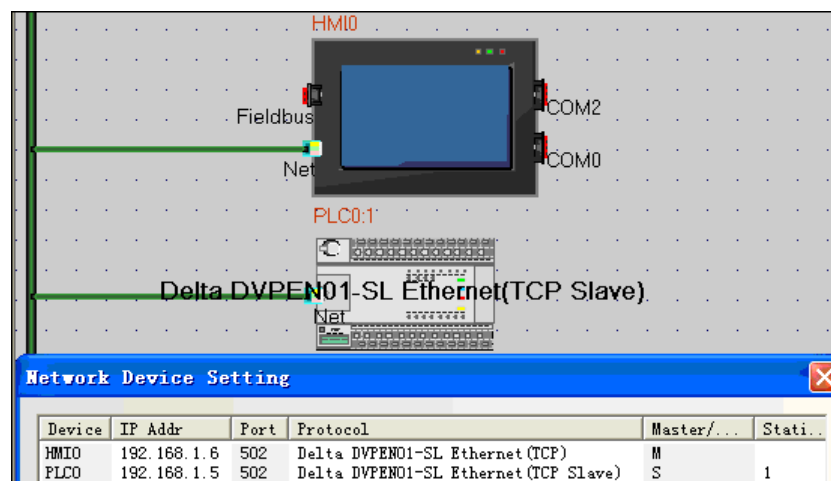 HMI0
Fieldbus
COM2
Net
COM0
PLC0:1
Delta DVPEN01-SL Ethernet(TCP Slave)
Net
Network Device Setting
Device IP Addr Port Protocol Master/... Stati..
HMI0 192.168.1.6 502 Delta DVPEN01-SL Ethernet(TCP) M
PLC0 192.168.1.5 502 Delta DVPEN01-SL Ethernet(TCP Slave) S 1